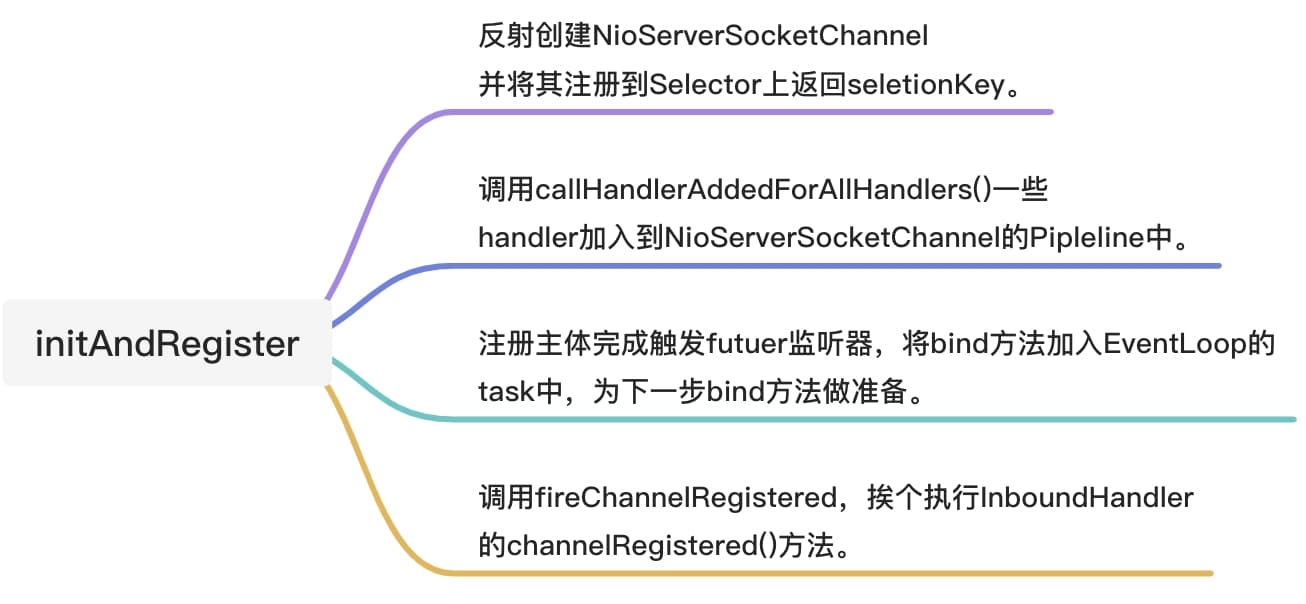 反射创建NioServerSocketChannel
并将其注册到Selector上返回seletionKey。
调用callHandlerAddedForAllHandlers()一些
handler加入到NioServerSocketChannel的Pipleline中。
initAndRegister
注册主体完成触发futuer监听器，将bind方法加入EventLoop的
task中，为下一步bind方法做准备。
调用fireChannelRegistered，挨个执行InboundHandler
的channelRegistered()方法。